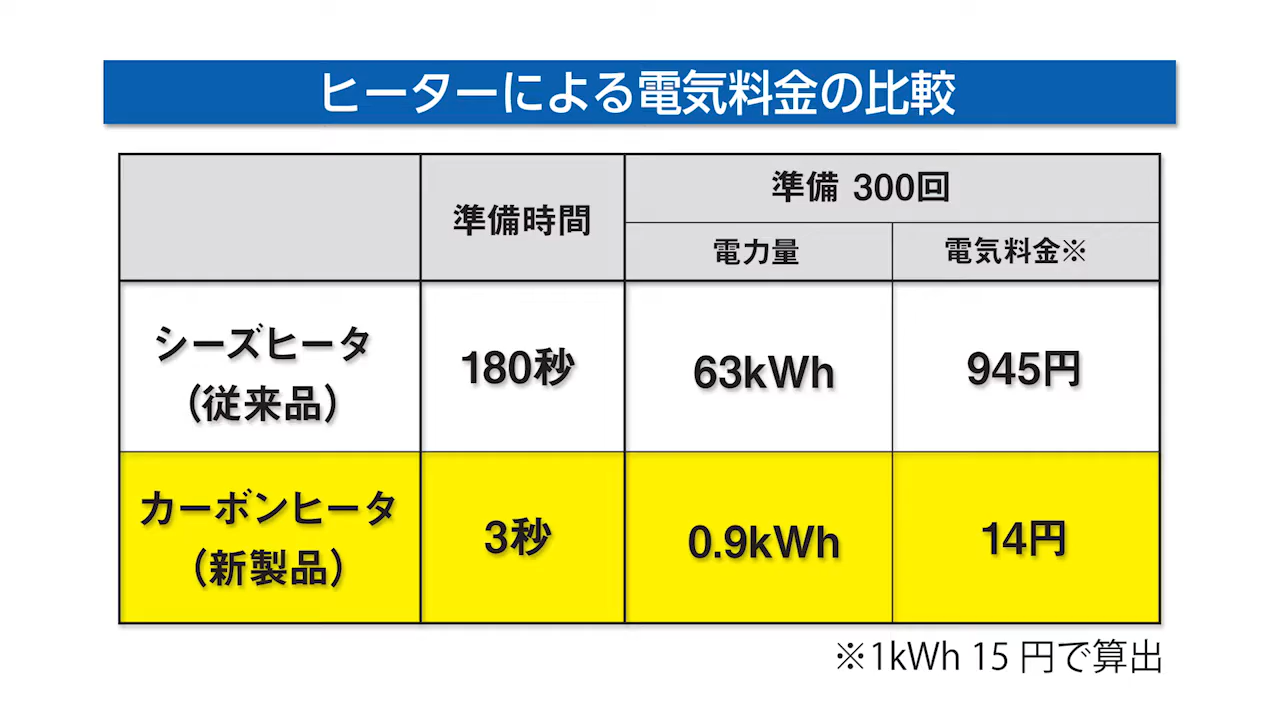 ヒーターによる電気料金の比較
準備時間
準備 300回
電力量
電気料金※
シーズヒータ
(従来品)
180秒
63kWh
945円
カーボンヒータ
(新製品)
3秒
0.9kWh
14円
※1kWh 15 円で算出